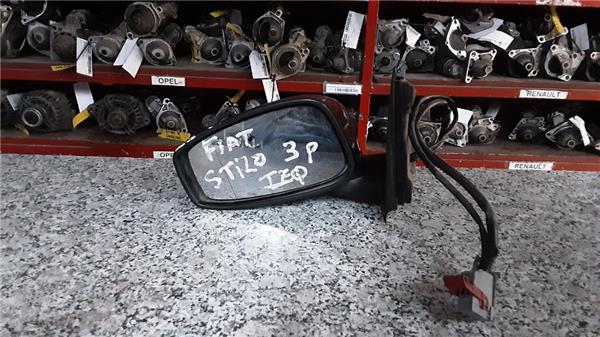 OPEL
RENAULT
OPEL
RENAULT
FIAT
STILO 3P
IZQ